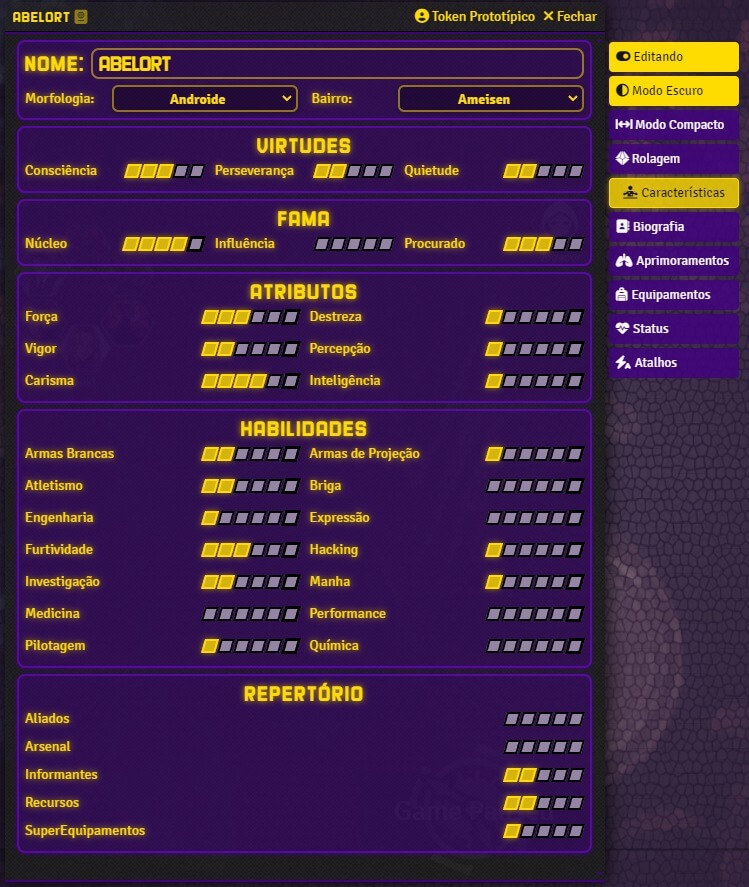 ABELORT Token Prototípico Fechar
NOME: ABELORT
Morfologia: Androide Bairro: Ameisen
VIRTUDES
Consciência Perseverança Quietude
FAMA
Núcleo Influência Procurado
ATRIBUTOS
Força Destreza
Vigor Percepção
Carisma Inteligência
HABILIDADES
Armas Brancas Armas de Projeção
Atletismo Briga
Engenharia Expressão
Furtividade Hacking
Investigação Manha
Medicina Performance
Pilotagem Química
REPERTÓRIO
Aliados
Arsenal
Informantes
Recursos
SuperEquipamentos
Editando
Modo Escuro
Modo Compacto
Rolagem
Características
Biografia
Aprimoramentos
Equipamentos
Status
Atalhos